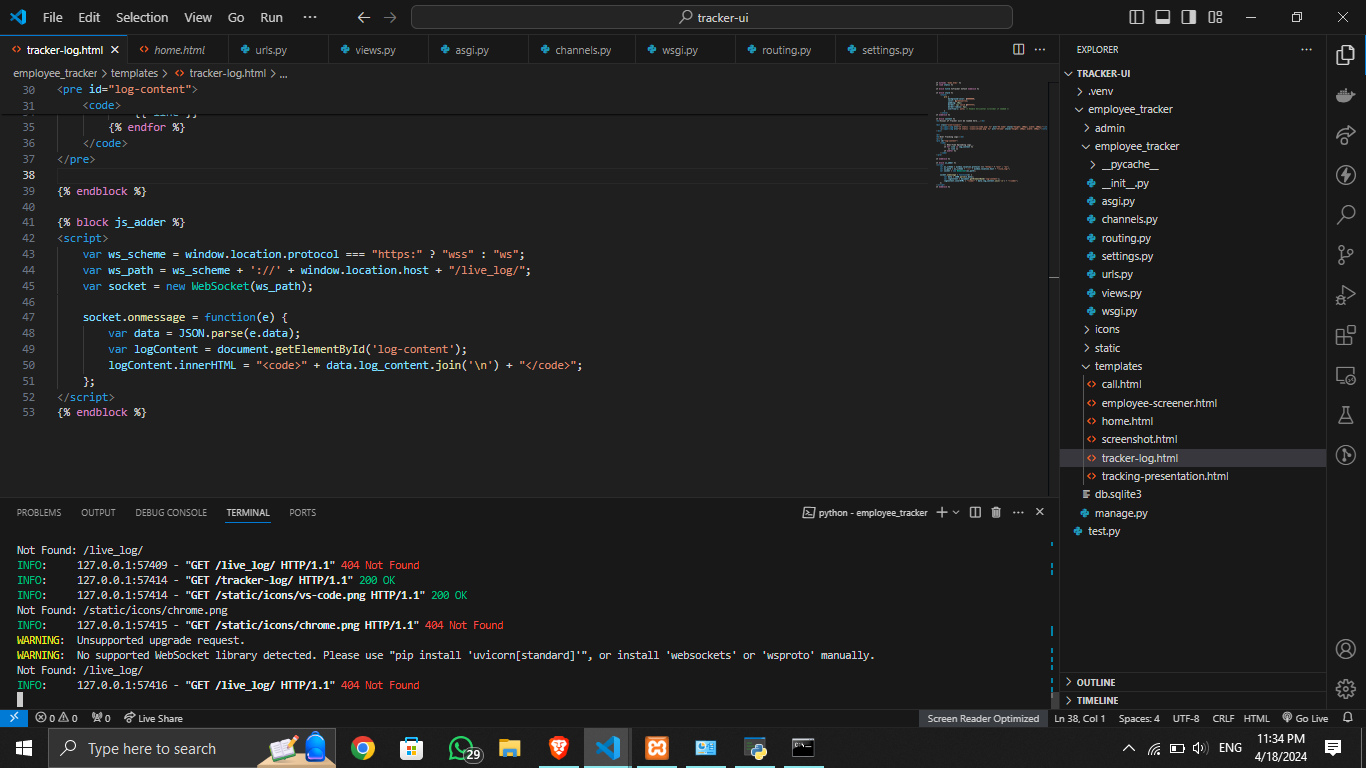 File Edit Selection View Go Run ··· tracker-ui
tracker-log.html home.html urls.py views.py asgi.py channels.py wsgi.py routing.py settings.py
employee_tracker > templates > tracker-log.html > ...
30 <pre id="log-content">
31 <code>
35 {% endfor %}
36 </code>
37 </pre>
38
39 {% endblock %}
40
41 {% block js_adder %}
42 <script>
43 var ws_scheme = window.location.protocol === "https:" ? "wss" : "ws";
44 var ws_path = ws_scheme + '://' + window.location.host + "/live_log/";
45 var socket = new WebSocket(ws_path);
46
47 socket.onmessage = function(e) {
48 var data = JSON.parse(e.data);
49 var logContent = document.getElementById('log-content');
50 logContent.innerHTML = "<code>" + data.log_content.join('\n') + "</code>";
51 };
52 </script>
53 {% endblock %}
PROBLEMS OUTPUT DEBUG CONSOLE TERMINAL PORTS python - employee_tracker
Not Found: /live_log/
INFO: 127.0.0.1:57409 - "GET /live_log/ HTTP/1.1" 404 Not Found
INFO: 127.0.0.1:57414 - "GET /tracker-log/ HTTP/1.1" 200 OK
INFO: 127.0.0.1:57414 - "GET /static/icons/vs-code.png HTTP/1.1" 200 OK
Not Found: /static/icons/chrome.png
INFO: 127.0.0.1:57415 - "GET /static/icons/chrome.png HTTP/1.1" 404 Not Found
WARNING: Unsupported upgrade request.
WARNING: No supported WebSocket library detected. Please use "pip install 'uvicorn[standard]'", or install 'websockets' or 'wsproto' manually.
Not Found: /live_log/
INFO: 127.0.0.1:57416 - "GET /live_log/ HTTP/1.1" 404 Not Found
EXPLORER
TRACKER-UI
.venv
employee_tracker
admin
employee_tracker
__pycache__
__init__.py
asgi.py
channels.py
routing.py
settings.py
urls.py
views.py
wsgi.py
icons
static
templates
call.html
employee-screener.html
home.html
screenshot.html
tracker-log.html
tracking-presentation.html
db.sqlite3
manage.py
test.py
OUTLINE
TIMELINE
0 0 0 Live Share Screen Reader Optimized Ln 38, Col 1 Spaces: 4 UTF-8 CRLF HTML Go Live
Type here to search 29 ENG 11:34 PM
4/18/2024